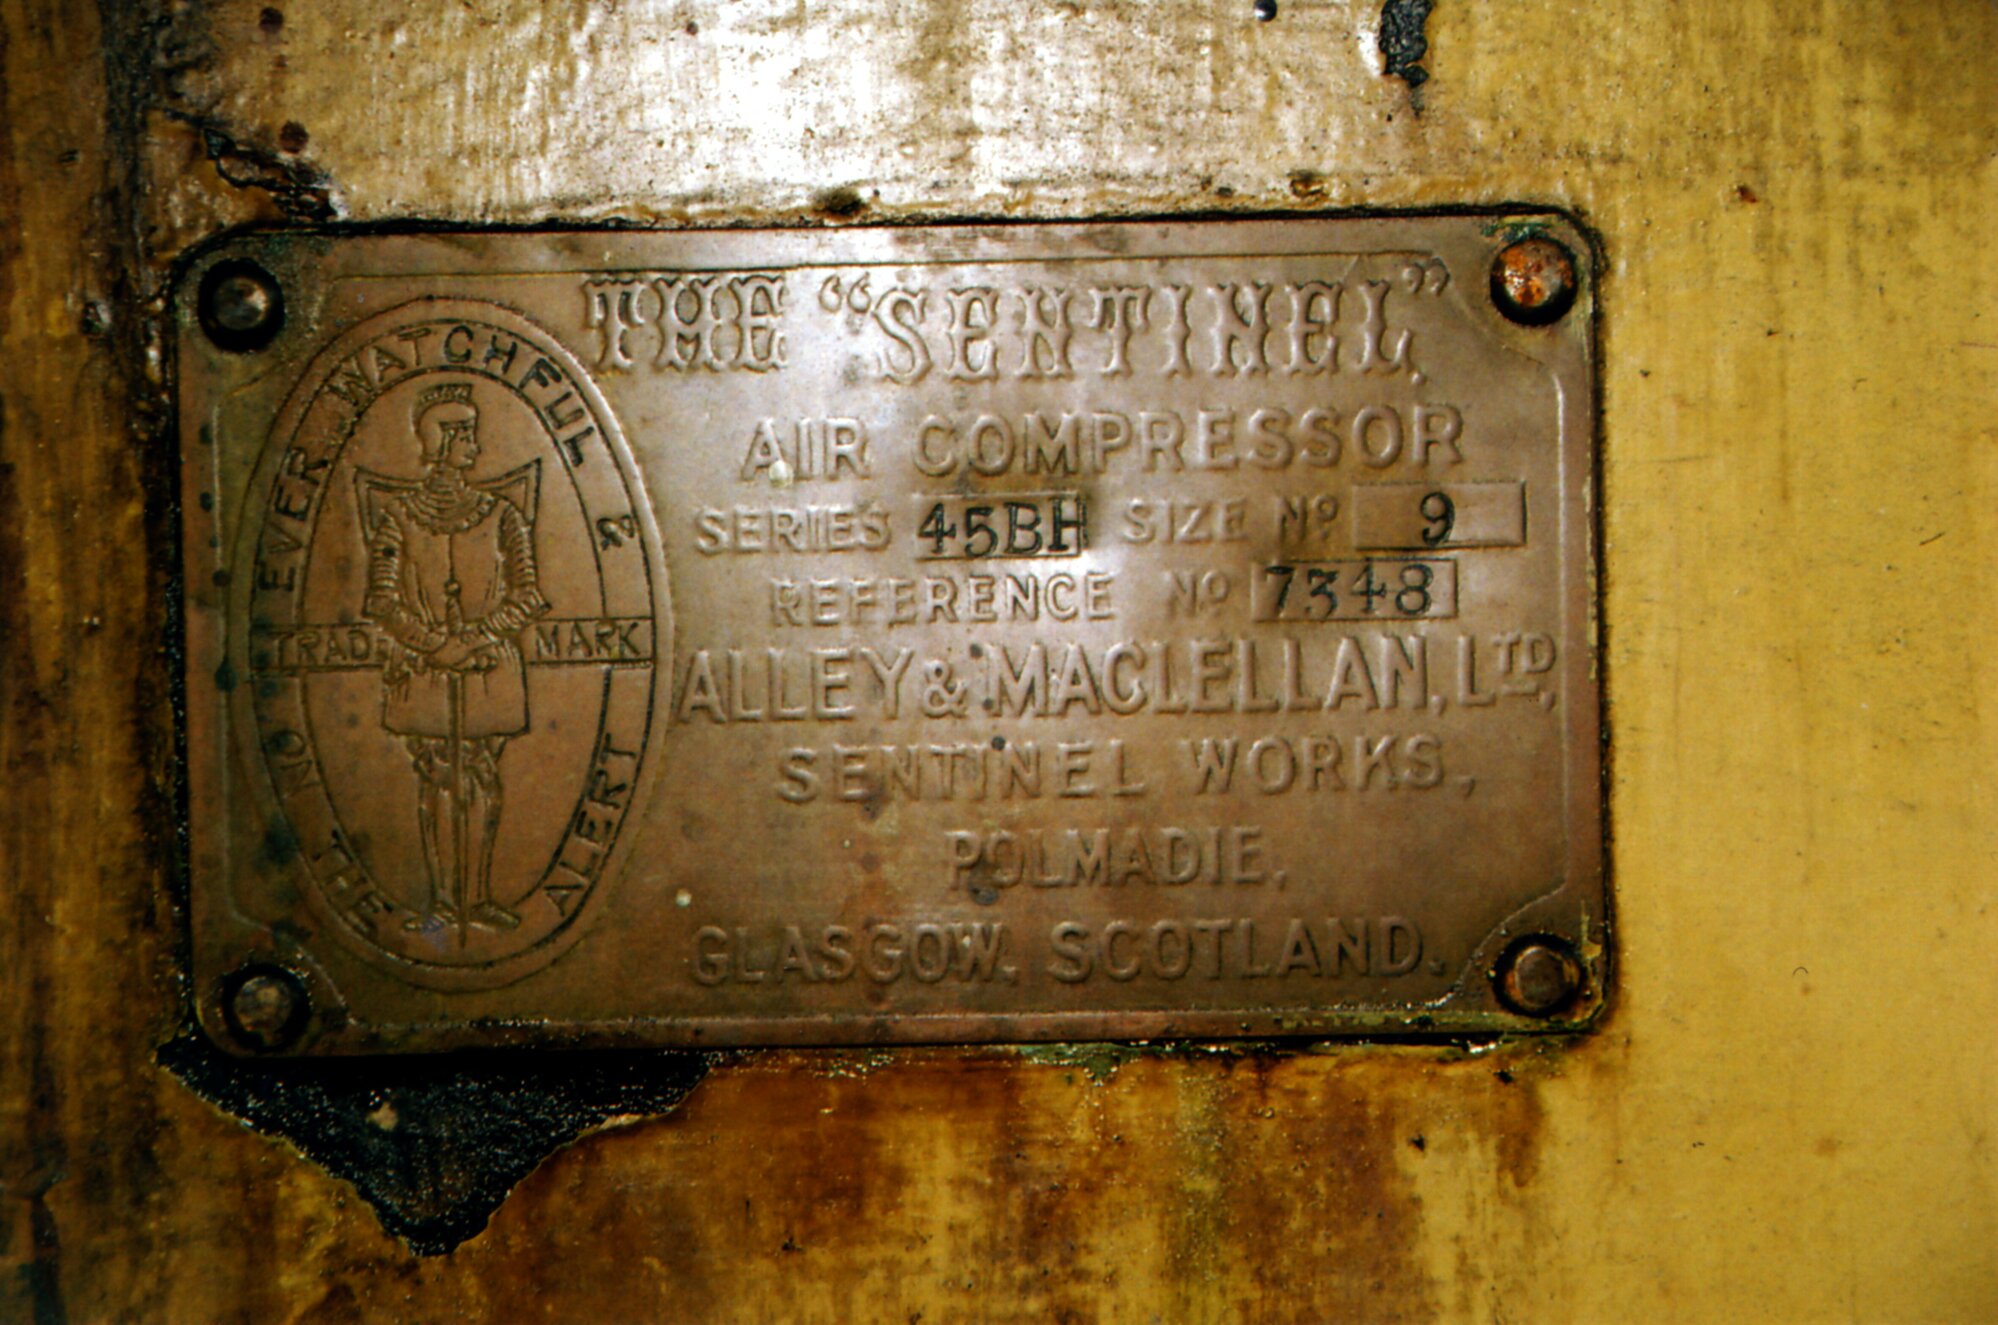 THE "SENTINEL"
AIR COMPRESSOR
SERIES 45BH SIZE No 9
REFERENCE No 7348
ALLEY & MACLELLAN, LTD,
SENTINEL WORKS,
POLMADIE,
GLASGOW, SCOTLAND.
EVER WATCHFUL &
ON THE ALERT
TRADE MARK